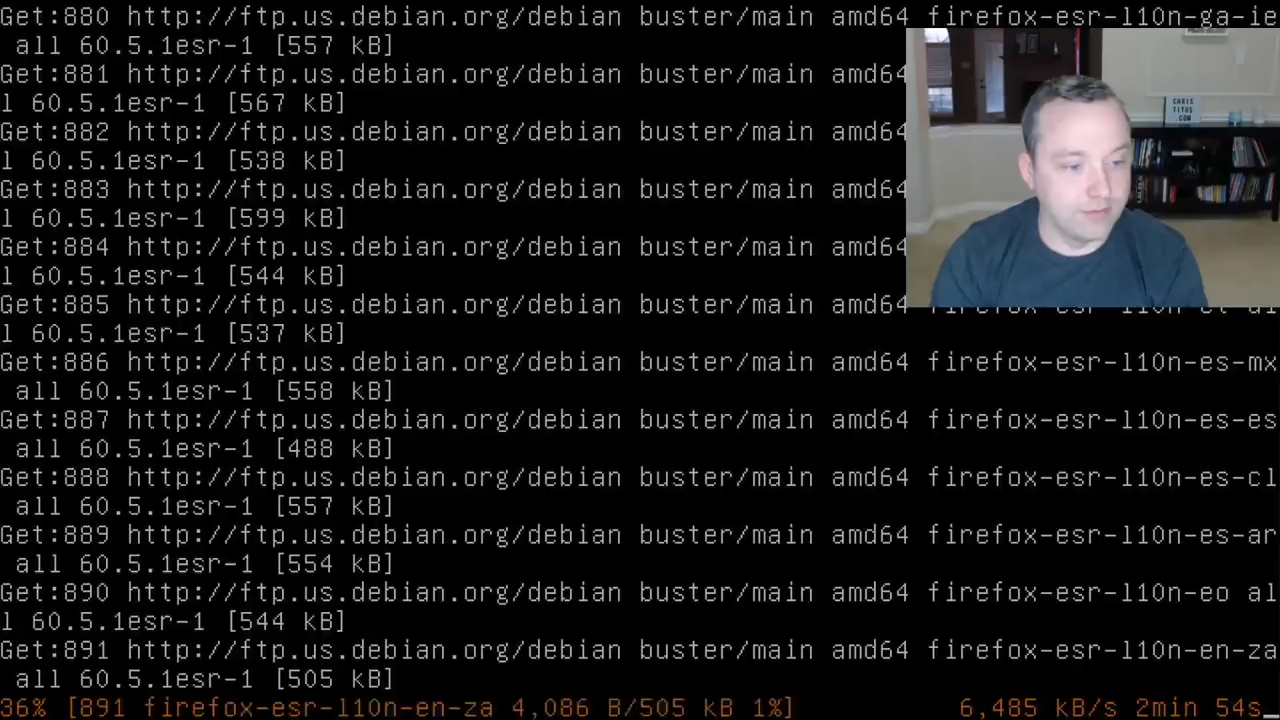 Get:880 http://ftp.us.debian.org/debian buster/main amd64 firefox-esr-l10n-ga-ie
 all 60.5.1esr-1 [557 kB]
Get:881 http://ftp.us.debian.org/debian buster/main amd64
l 60.5.1esr-1 [567 kB]
Get:882 http://ftp.us.debian.org/debian buster/main amd64
l 60.5.1esr-1 [538 kB]
Get:883 http://ftp.us.debian.org/debian buster/main amd64
l 60.5.1esr-1 [599 kB]
Get:884 http://ftp.us.debian.org/debian buster/main amd64
l 60.5.1esr-1 [544 kB]
Get:885 http://ftp.us.debian.org/debian buster/main amd64
l 60.5.1esr-1 [537 kB]
Get:886 http://ftp.us.debian.org/debian buster/main amd64 firefox-esr-l10n-es-mx
 all 60.5.1esr-1 [558 kB]
Get:887 http://ftp.us.debian.org/debian buster/main amd64 firefox-esr-l10n-es-es
 all 60.5.1esr-1 [488 kB]
Get:888 http://ftp.us.debian.org/debian buster/main amd64 firefox-esr-l10n-es-cl
 all 60.5.1esr-1 [557 kB]
Get:889 http://ftp.us.debian.org/debian buster/main amd64 firefox-esr-l10n-es-ar
 all 60.5.1esr-1 [554 kB]
Get:890 http://ftp.us.debian.org/debian buster/main amd64 firefox-esr-l10n-eo al
l 60.5.1esr-1 [544 kB]
Get:891 http://ftp.us.debian.org/debian buster/main amd64 firefox-esr-l10n-en-za
 all 60.5.1esr-1 [505 kB]
36% [891 firefox-esr-l10n-en-za 4,086 B/505 kB 1%] 6,485 kB/s 2min 54s
CHRIS
TITUS
.COM